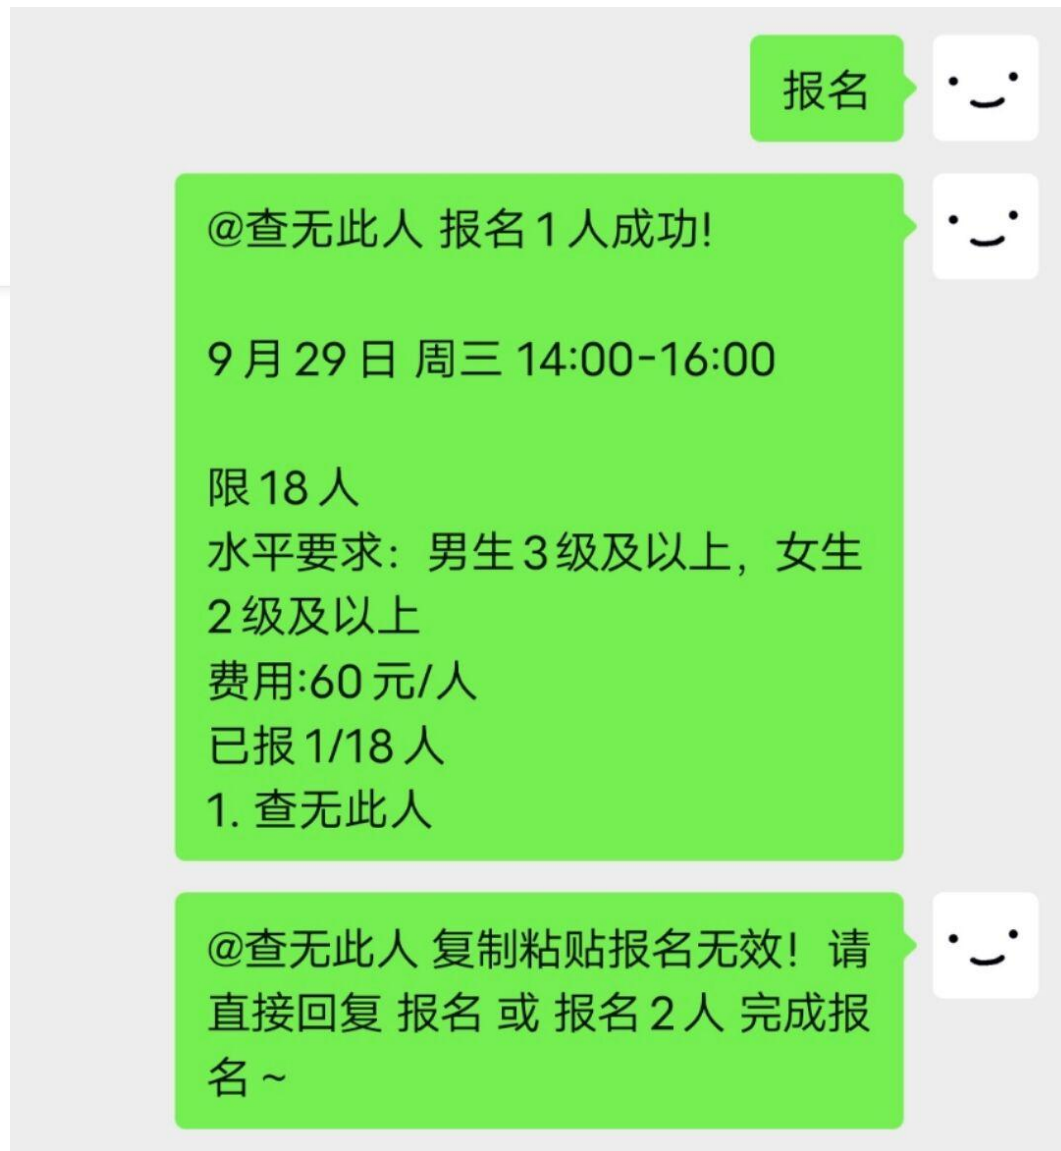 报名
@查无此人 报名1人成功!
9月29日 周三 14:00-16:00
限18人
水平要求：男生3级及以上，女生
2级及以上
费用:60元/人
已报1/18人
1. 查无此人
@查无此人 复制粘贴报名无效！请
直接回复 报名 或 报名2人 完成报
名~